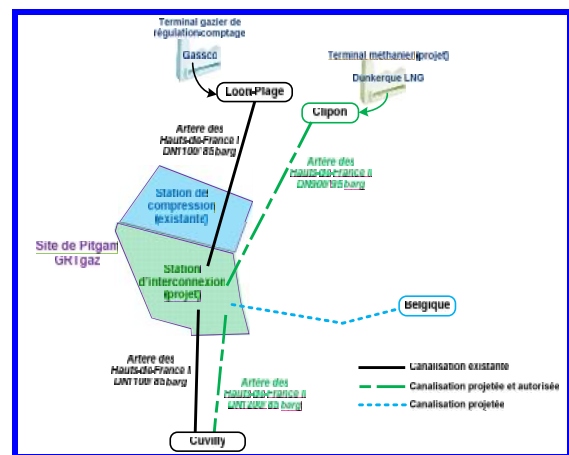 Terminal gazier de
régulation comptage
Gassco
Loon-Plage
Terminal méthanier (projet)
Dunkerque LNG
Clipon
Artère des
Hauts-de-France I
DN1100/ 85 barg
Artère des
Hauts-de-France II
DN900/ 95 barg
Station de
compression
(existante)
Site de Pitgam
GRTgaz
Station
d'interconnexion
(projet)
Belgique
Artère des
Hauts-de-France I
DN1100/ 85 barg
Artère des
Hauts-de-France II
DN1200/ 85 barg
Cuvilly
Canalisation existante
Canalisation projetée et autorisée
Canalisation projetée